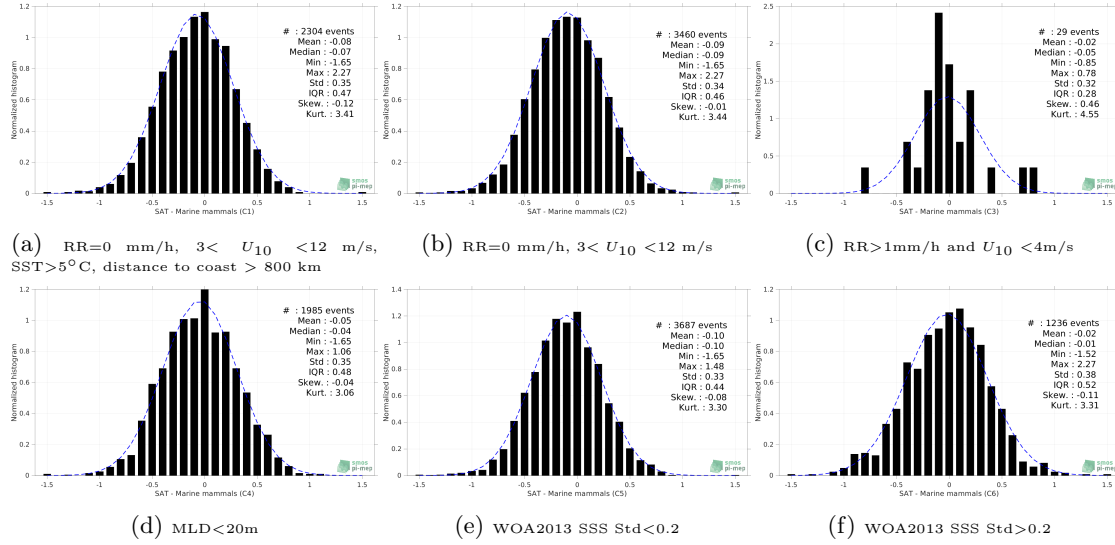 1.2
1
0.8
0.6
0.4
0.2
0
-1.5 -1 -0.5 0 0.5 1 1.5
Normalized histogram
SAT - Marine mammals (C1)
# : 2304 events
Mean : -0.08
Median : -0.07
Min : -1.65
Max : 2.27
Std : 0.35
IQR : 0.47
Skew. : -0.12
Kurt. : 3.41
smos
pi-mep
(a) RR=0 mm/h, 3< U10 <12 m/s,
SST>5°C, distance to coast > 800 km
1.2
1
0.8
0.6
0.4
0.2
0
-1.5 -1 -0.5 0 0.5 1 1.5
Normalized histogram
SAT - Marine mammals (C2)
# : 3460 events
Mean : -0.09
Median : -0.09
Min : -1.65
Max : 2.27
Std : 0.34
IQR : 0.46
Skew. : -0.01
Kurt. : 3.44
smos
pi-mep
(b) RR=0 mm/h, 3< U10 <12 m/s
2.5
2
1.5
1
0.5
0
-1.5 -1 -0.5 0 0.5 1 1.5
Normalized histogram
SAT - Marine mammals (C3)
# : 29 events
Mean : -0.02
Median : -0.05
Min : -0.85
Max : 0.78
Std : 0.32
IQR : 0.28
Skew. : 0.46
Kurt. : 4.55
smos
pi-mep
(c) RR>1mm/h and U10 <4m/s
1.2
1
0.8
0.6
0.4
0.2
0
-1.5 -1 -0.5 0 0.5 1 1.5
Normalized histogram
SAT - Marine mammals (C4)
# : 1985 events
Mean : -0.05
Median : -0.04
Min : -1.65
Max : 1.06
Std : 0.35
IQR : 0.48
Skew. : -0.04
Kurt. : 3.06
smos
pi-mep
(d) MLD<20m
1.4
1.2
1
0.8
0.6
0.4
0.2
0
-1.5 -1 -0.5 0 0.5 1 1.5
Normalized histogram
SAT - Marine mammals (C5)
# : 3687 events
Mean : -0.10
Median : -0.10
Min : -1.65
Max : 1.48
Std : 0.33
IQR : 0.44
Skew. : -0.08
Kurt. : 3.30
smos
pi-mep
(e) WOA2013 SSS Std<0.2
1.2
1
0.8
0.6
0.4
0.2
0
-1.5 -1 -0.5 0 0.5 1 1.5
Normalized histogram
SAT - Marine mammals (C6)
# : 1236 events
Mean : -0.02
Median : -0.01
Min : -1.52
Max : 2.27
Std : 0.38
IQR : 0.52
Skew. : -0.11
Kurt. : 3.31
smos
pi-mep
(f) WOA2013 SSS Std>0.2